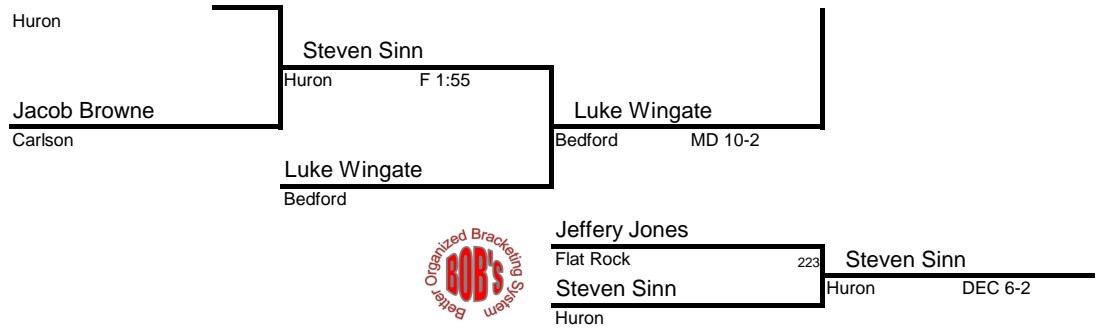 Huron
Steven Sinn
Huron F 1:55
Jacob Browne
Carlson
Luke Wingate
Bedford MD 10-2
Luke Wingate
Bedford
Better Organized Bracketing System
BOB's
Jeffery Jones
Flat Rock
223
Steven Sinn
Huron
Steven Sinn
Huron DEC 6-2